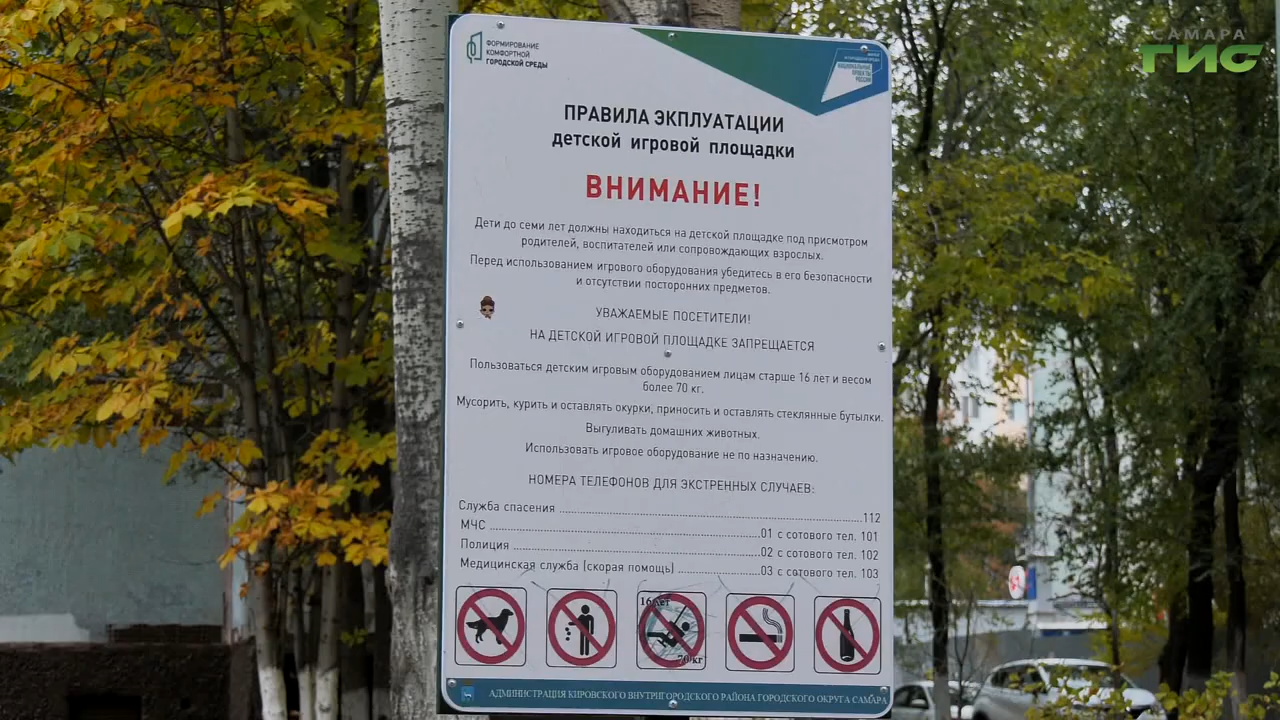 САМАРА
ГИС
ФОРМИРОВАНИЕ
КОМФОРТНОЙ
ГОРОДСКОЙ СРЕДЫ
НАЦИОНАЛЬНЫЕ
ПРОЕКТЫ
РОССИИ
ПРАВИЛА ЭКПЛУАТАЦИИ
детской игровой площадки
ВНИМАНИЕ!
Дети до семи лет должны находиться на детской площадке под присмотром
родителей, воспитателей или сопровождающих взрослых.
Перед использованием игрового оборудования убедитесь в его безопасности
и отсутствии посторонних предметов.
УВАЖАЕМЫЕ ПОСЕТИТЕЛИ!
НА ДЕТСКОЙ ИГРОВОЙ ПЛОЩАДКЕ ЗАПРЕЩАЕТСЯ
Пользоваться детским игровым оборудованием лицам старше 16 лет и весом
более 70 кг.
Мусорить, курить и оставлять окурки, приносить и оставлять стеклянные бутылки.
Выгуливать домашних животных.
Использовать игровое оборудование не по назначению.
НОМЕРА ТЕЛЕФОНОВ ДЛЯ ЭКСТРЕННЫХ СЛУЧАЕВ:
Служба спасения ........ 112
МЧС ........ 01 с сотового тел. 101
Полиция ........ 02 с сотового тел. 102
Медицинская служба (скорая помощь) ........ 03 с сотового тел. 103
16 лет
70 кг
АДМИНИСТРАЦИЯ КИРОВСКОГО ВНУТРИГОРОДСКОГО РАЙОНА ГОРОДСКОГО ОКРУГА САМАРА